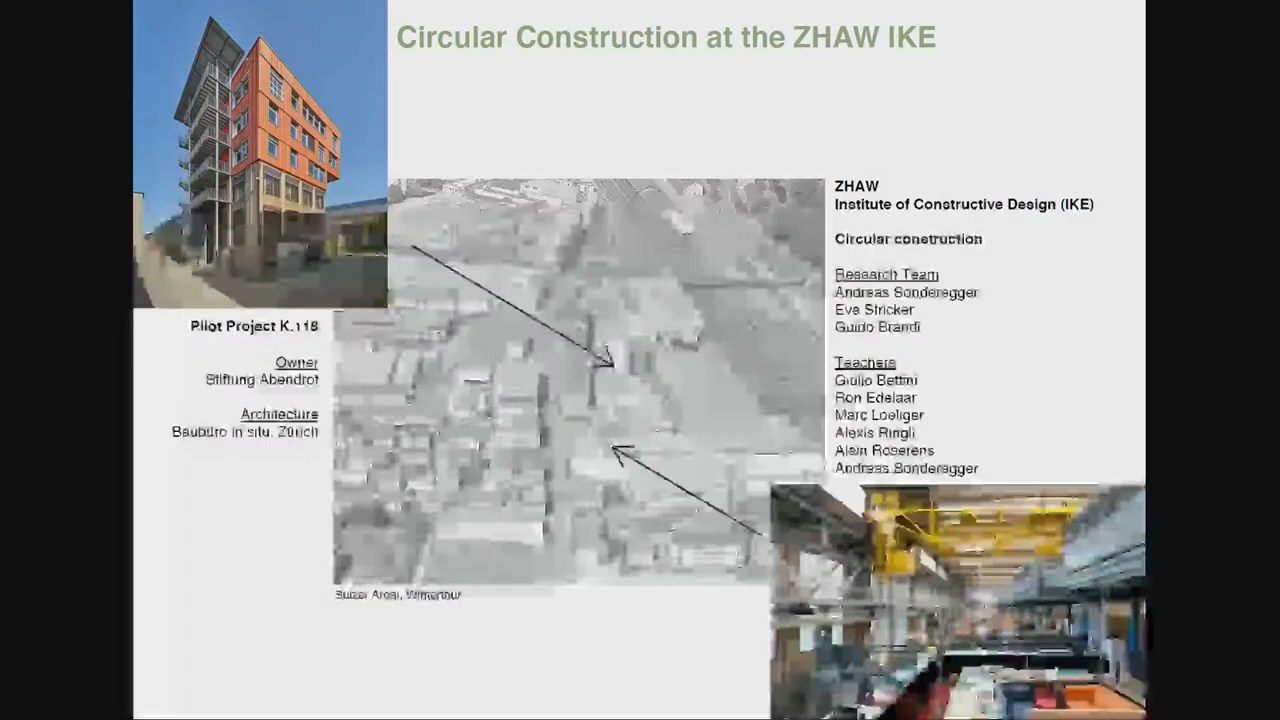 Circular Construction at the ZHAW IKE
ZHAW
Institute of Constructive Design (IKE)
Circular construction
Research Team
Andreas Sonderegger
Eva Stricker
Guido Brandi
Teachers
Giulio Bettini
Ron Edelaar
Marc Loeliger
Alexis Ringli
Alain Roserens
Andreas Sonderegger
Pilot Project K.118
Owner
Stiftung Abendrot
Architecture
Baubüro in situ, Zürich
Sulzer Areal, Winterthur